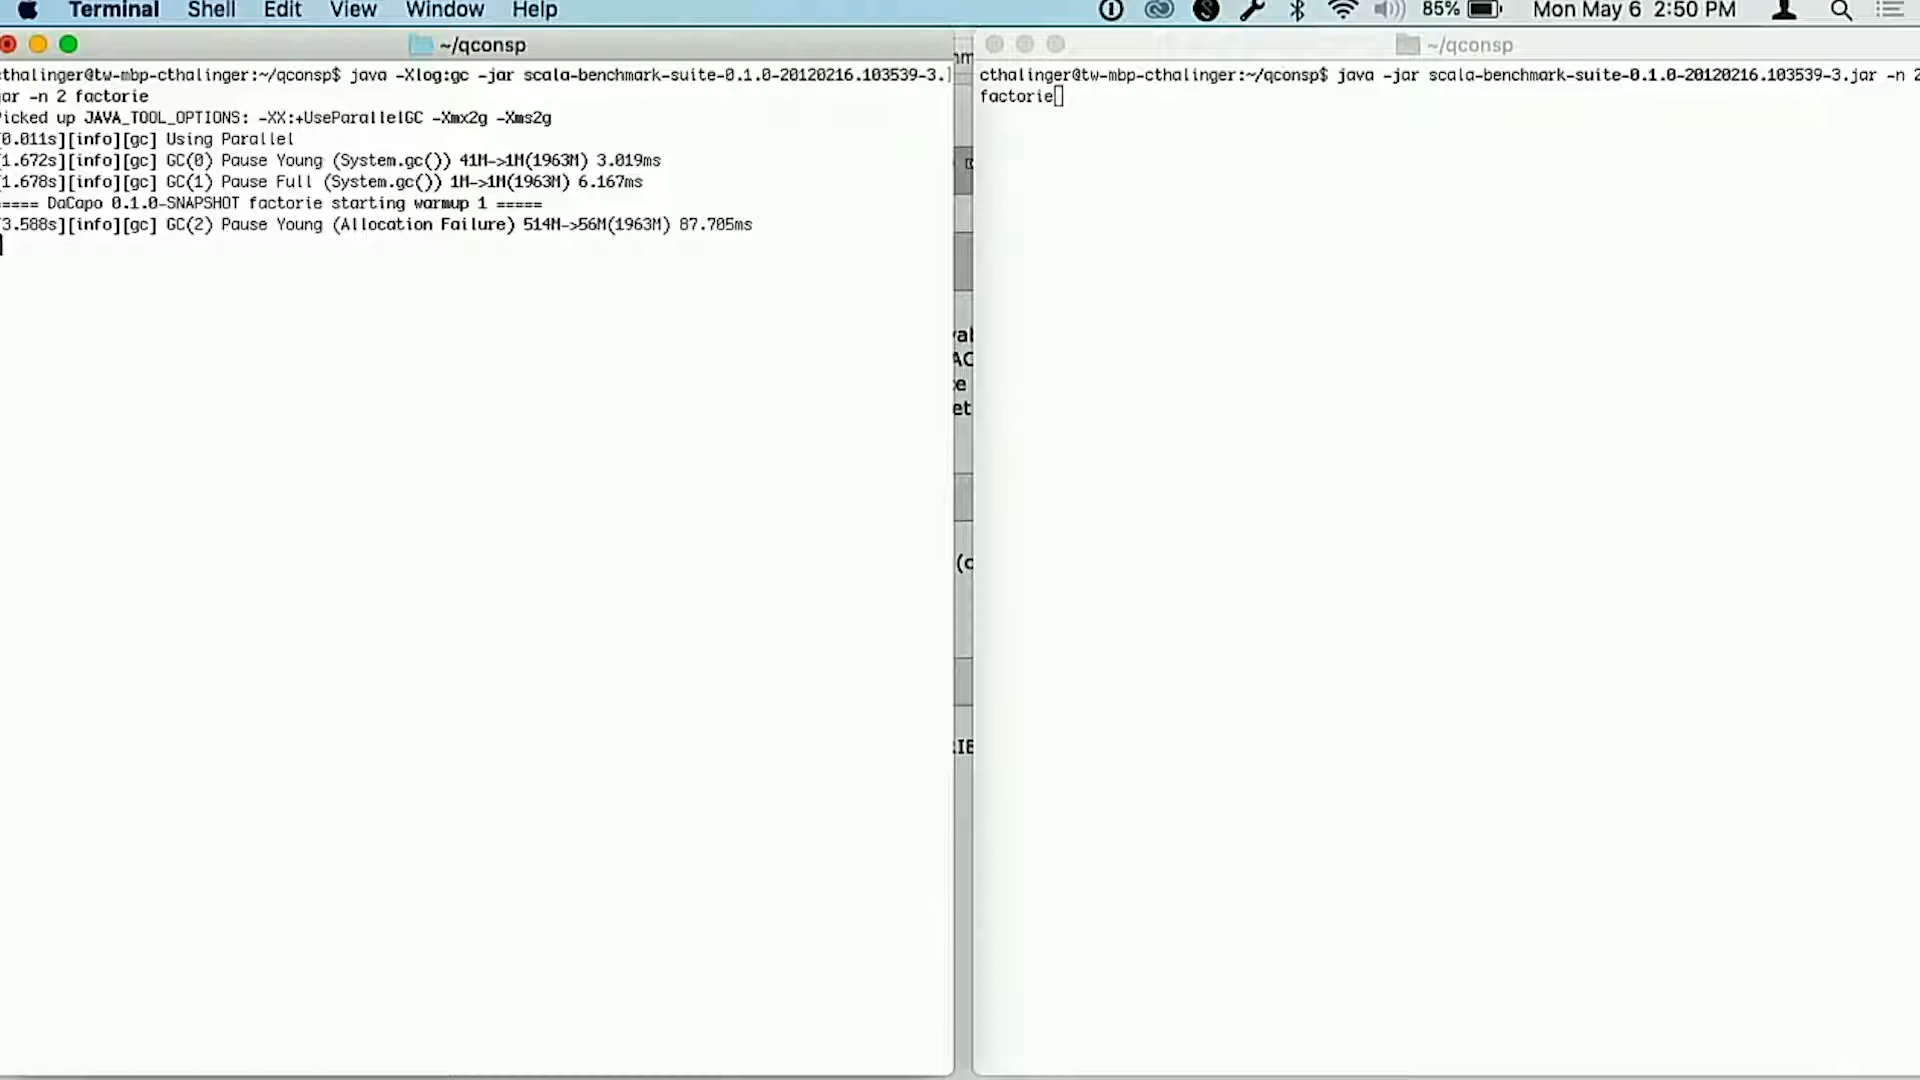 Terminal Shell Edit View Window Help 85% Mon May 6 2:50 PM
~/qconsp
cthalinger@tw-mbp-cthalinger:~/qconsp$ java -Xlog:gc -jar scala-benchmark-suite-0.1.0-20120216.103539-3.j
ar -n 2 factorie
Picked up JAVA_TOOL_OPTIONS: -XX:+UseParallelGC -Xmx2g -Xms2g
[0.011s][info][gc] Using Parallel
[1.672s][info][gc] GC(0) Pause Young (System.gc()) 41M->1M(1963M) 3.019ms
[1.678s][info][gc] GC(1) Pause Full (System.gc()) 1M->1M(1963M) 6.167ms
===== DaCapo 0.1.0-SNAPSHOT factorie starting warmup 1 =====
[3.588s][info][gc] GC(2) Pause Young (Allocation Failure) 514M->56M(1963M) 87.705ms
~/qconsp
cthalinger@tw-mbp-cthalinger:~/qconsp$ java -jar scala-benchmark-suite-0.1.0-20120216.103539-3.jar -n 2
factorie